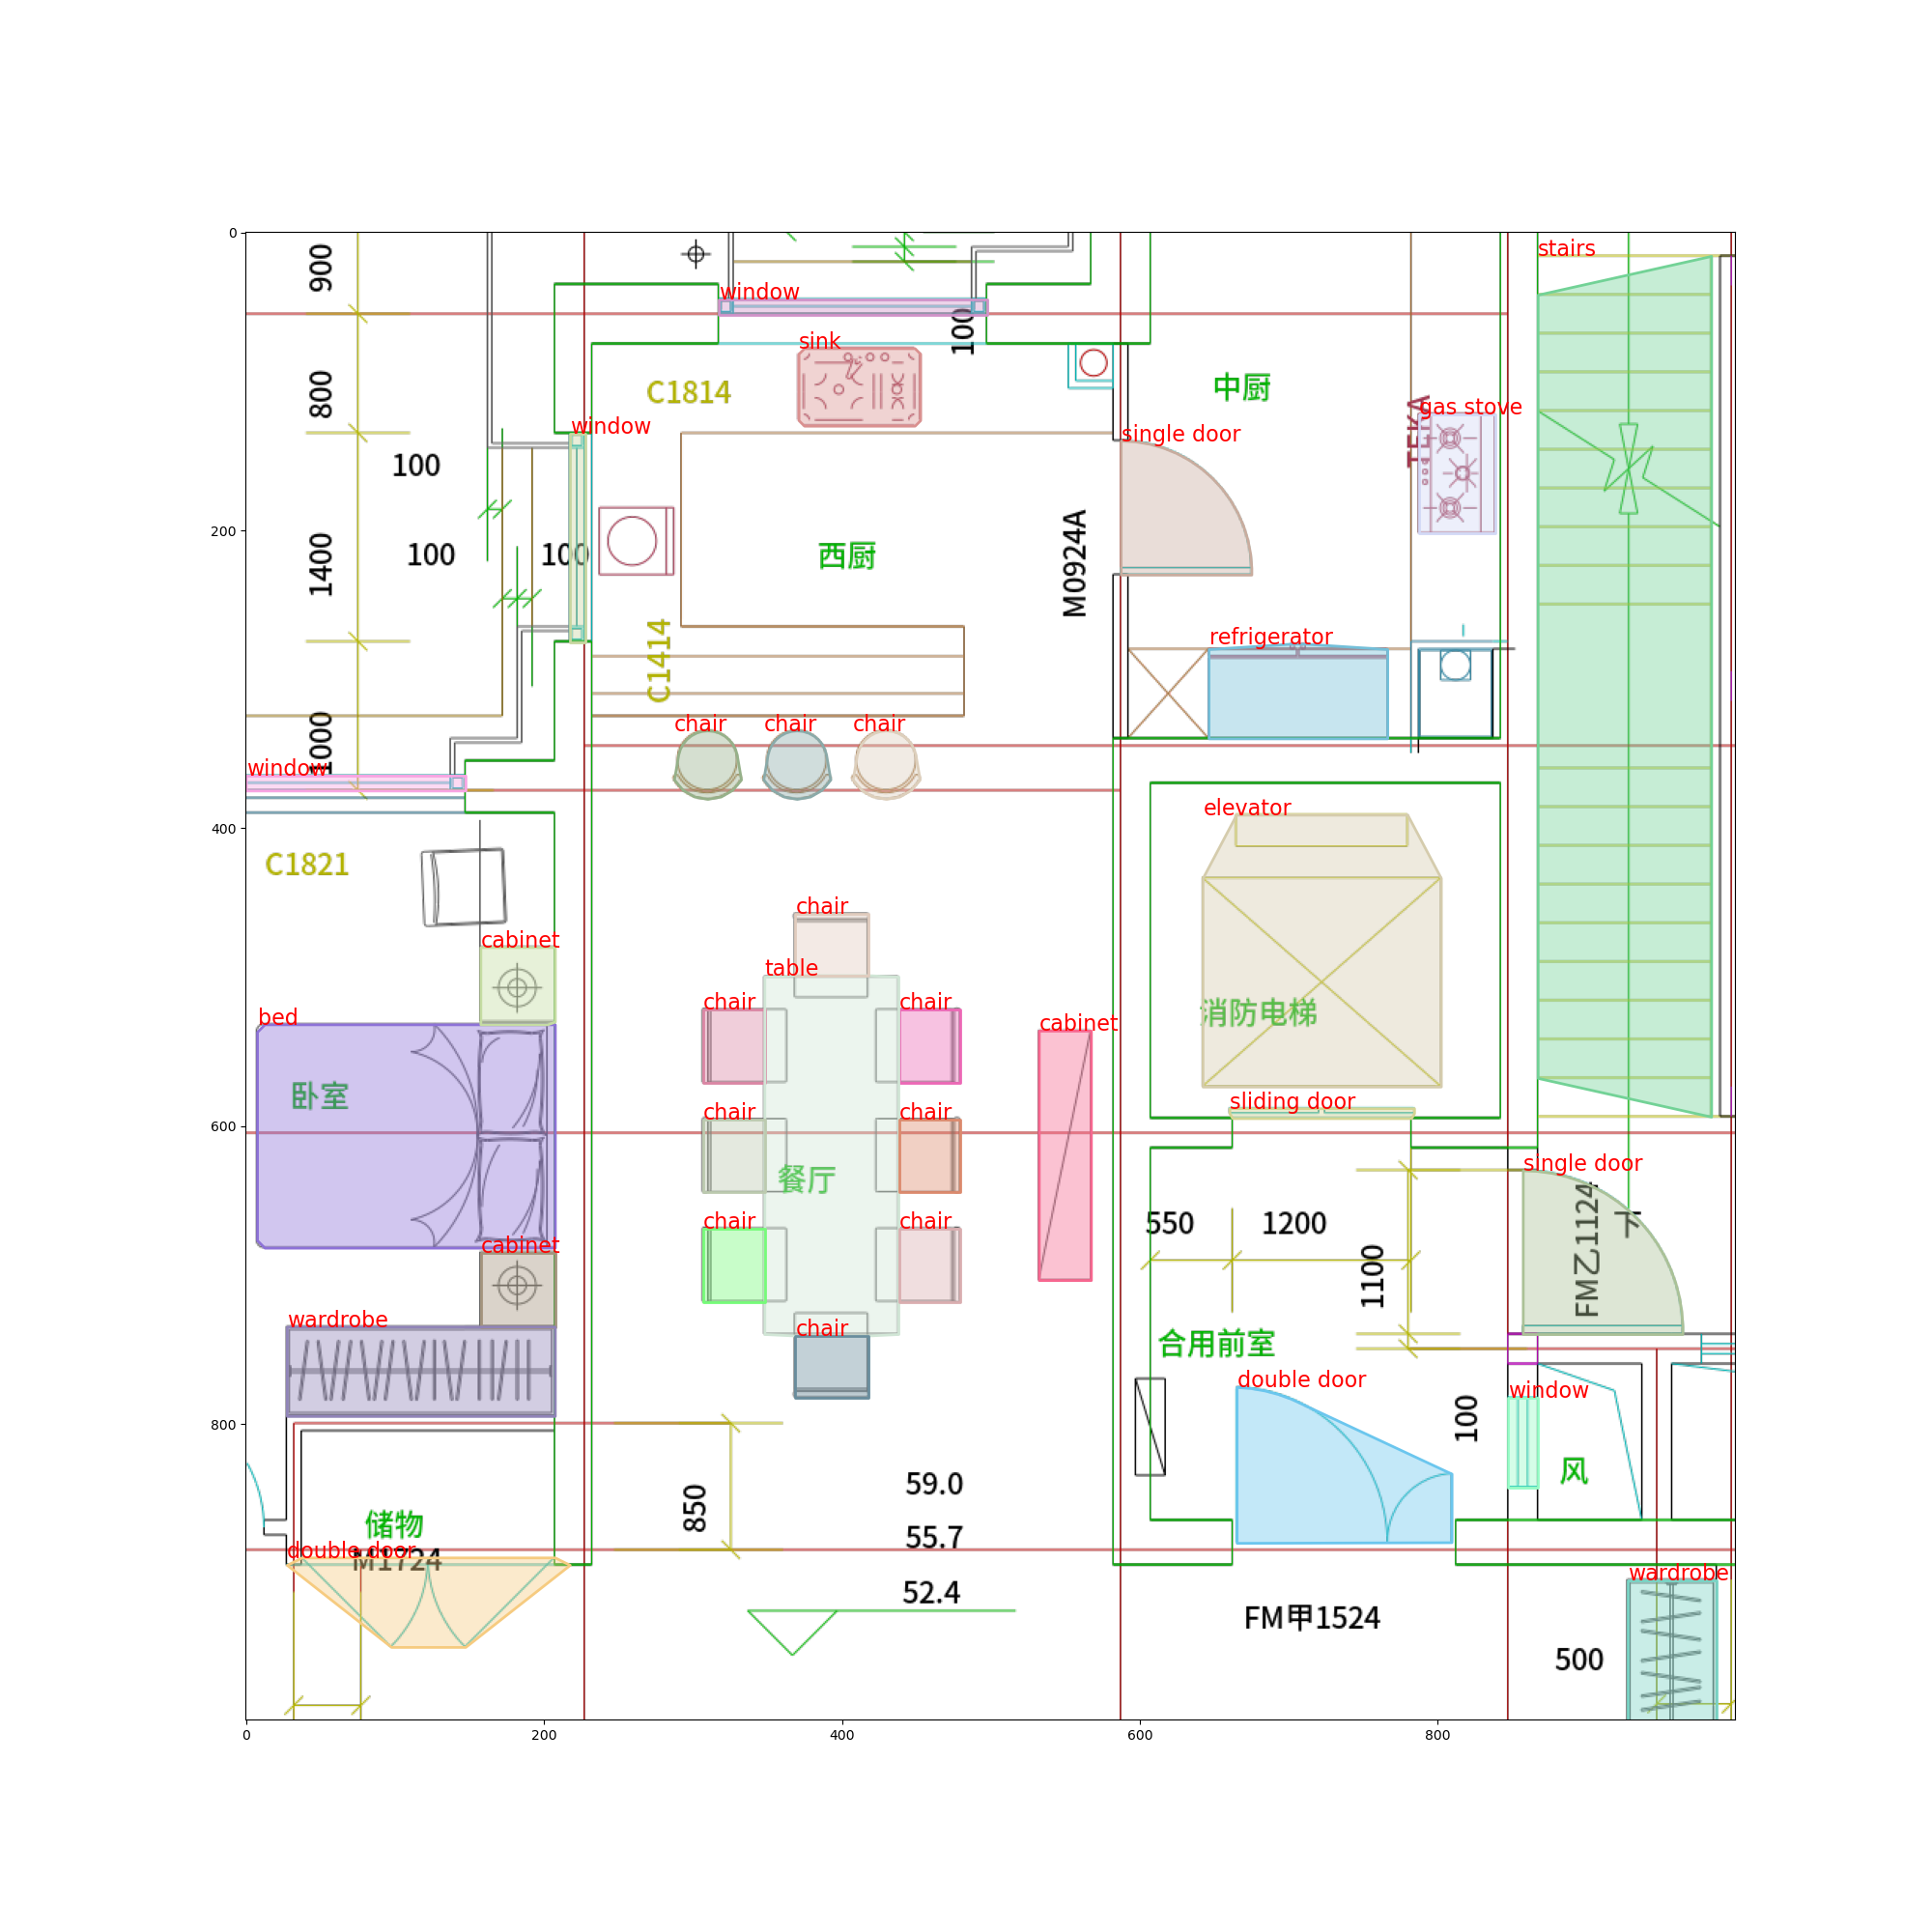 0
200
400
600
800
0
200
400
600
800
900
800
1400
1000
100
100
100
100
window
stairs
sink
C1814
中厨
gas stove
TEKA
window
single door
M0924A
西厨
C1414
refrigerator
chair
chair
chair
window
elevator
C1821
chair
cabinet
table
chair
chair
消防电梯
bed
cabinet
卧室
sliding door
chair
chair
餐厅
single door
FM乙1124
下
chair
chair
550
1200
1100
cabinet
wardrobe
chair
合用前室
double door
window
100
风
59.0
850
储物
55.7
double door
M1724
52.4
wardrobe
FM甲1524
500